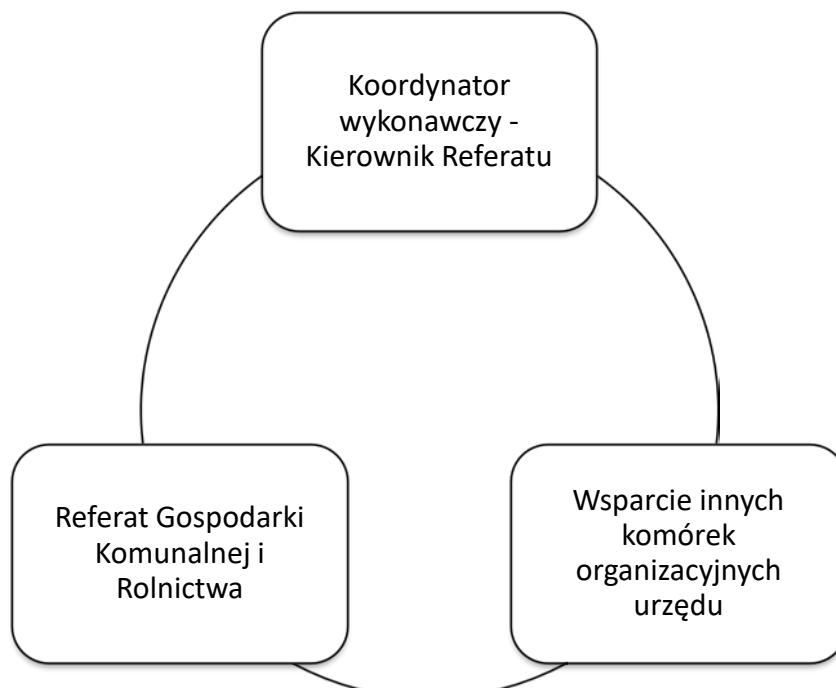 Koordynator
wykonawczy -
Kierownik Referatu
Referat Gospodarki
Komunalnej i
Rolnictwa
Wsparcie innych
komórek
organizacyjnych
urzędu